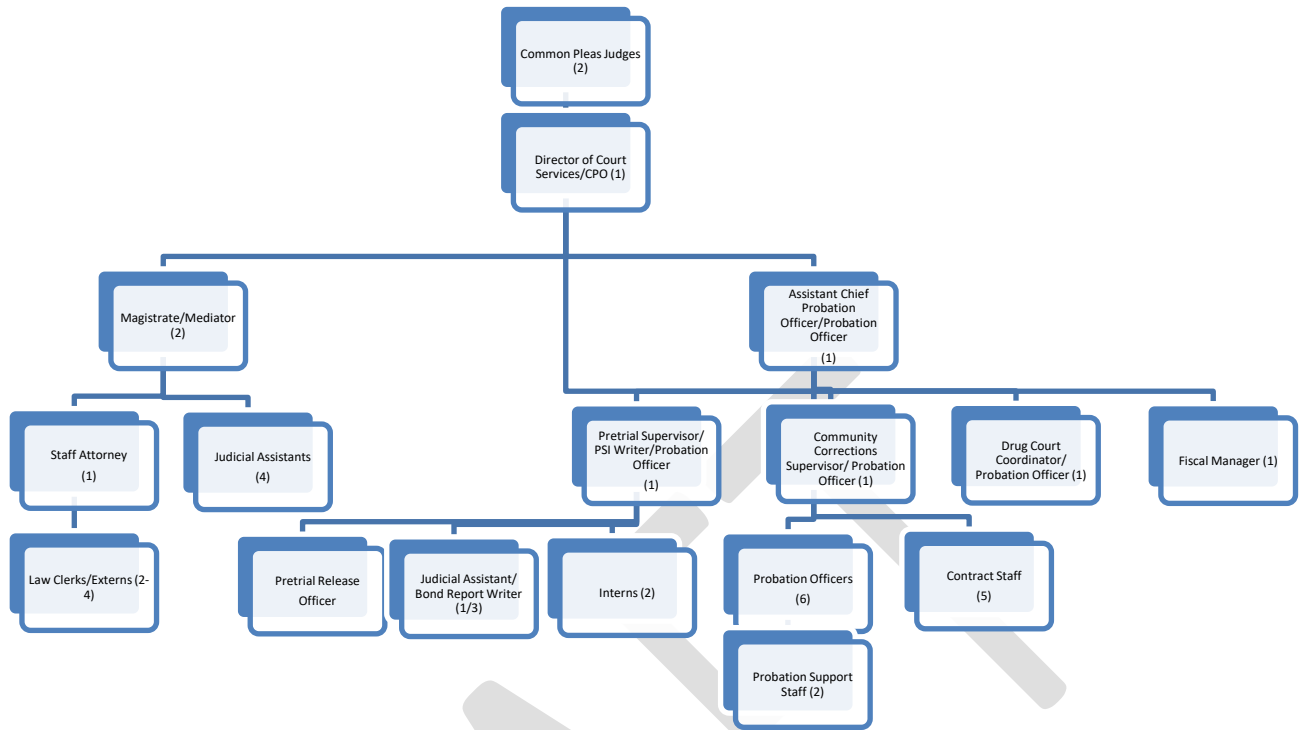 Common Pleas Judges
(2)
Director of Court
Services/CPO (1)
Magistrate/Mediator
(2)
Assistant Chief
Probation
Officer/Probation
Officer
(1)
Staff Attorney
(1)
Judicial Assistants
(4)
Pretrial Supervisor/
PSI Writer/Probation
Officer
(1)
Community
Corrections
Supervisor/ Probation
Officer (1)
Drug Court
Coordinator/
Probation Officer (1)
Fiscal Manager (1)
Law Clerks/Externs (2-
4)
Pretrial Release
Officer
Judicial Assistant/
Bond Report Writer
(1/3)
Interns (2)
Probation Officers
(6)
Contract Staff
(5)
Probation Support
Staff (2)